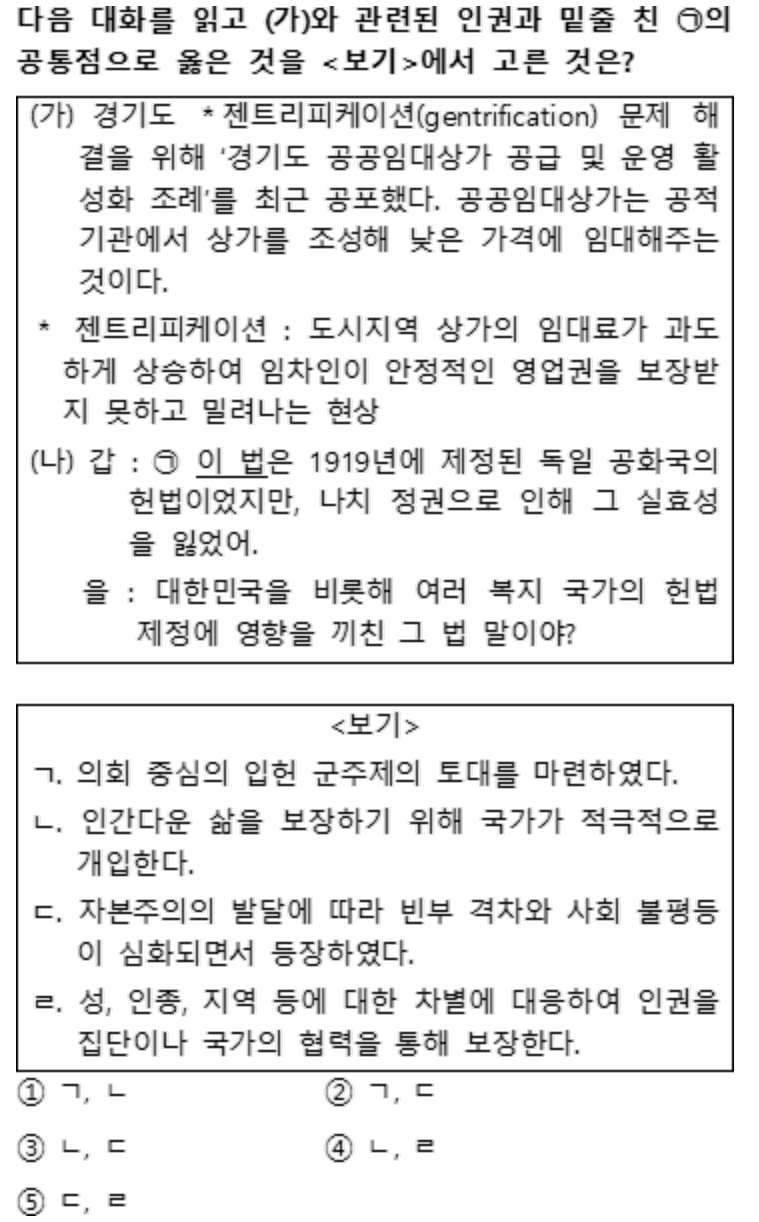 다음 대화를 읽고 (가)와 관련된 인권과 밑줄 친 ㉠의
공통점으로 옳은 것을 <보기>에서 고른 것은?
(가) 경기도 *젠트리피케이션(gentrification) 문제 해
결을 위해 '경기도 공공임대상가 공급 및 운영 활
성화 조례'를 최근 공포했다. 공공임대상가는 공적
기관에서 상가를 조성해 낮은 가격에 임대해주는
것이다.
* 젠트리피케이션 : 도시지역 상가의 임대료가 과도
하게 상승하여 임차인이 안정적인 영업권을 보장받
지 못하고 밀려나는 현상
(나) 갑 : ㉠ 이 법은 1919년에 제정된 독일 공화국의
헌법이었지만, 나치 정권으로 인해 그 실효성
을 잃었어.
을 : 대한민국을 비롯해 여러 복지 국가의 헌법
제정에 영향을 끼친 그 법 말이야?
<보기>
ㄱ. 의회 중심의 입헌 군주제의 토대를 마련하였다.
ㄴ. 인간다운 삶을 보장하기 위해 국가가 적극적으로
개입한다.
ㄷ. 자본주의의 발달에 따라 빈부 격차와 사회 불평등
이 심화되면서 등장하였다.
ㄹ. 성, 인종, 지역 등에 대한 차별에 대응하여 인권을
집단이나 국가의 협력을 통해 보장한다.
① ㄱ, ㄴ ② ㄱ, ㄷ
③ ㄴ, ㄷ ④ ㄴ, ㄹ
⑤ ㄷ, ㄹ